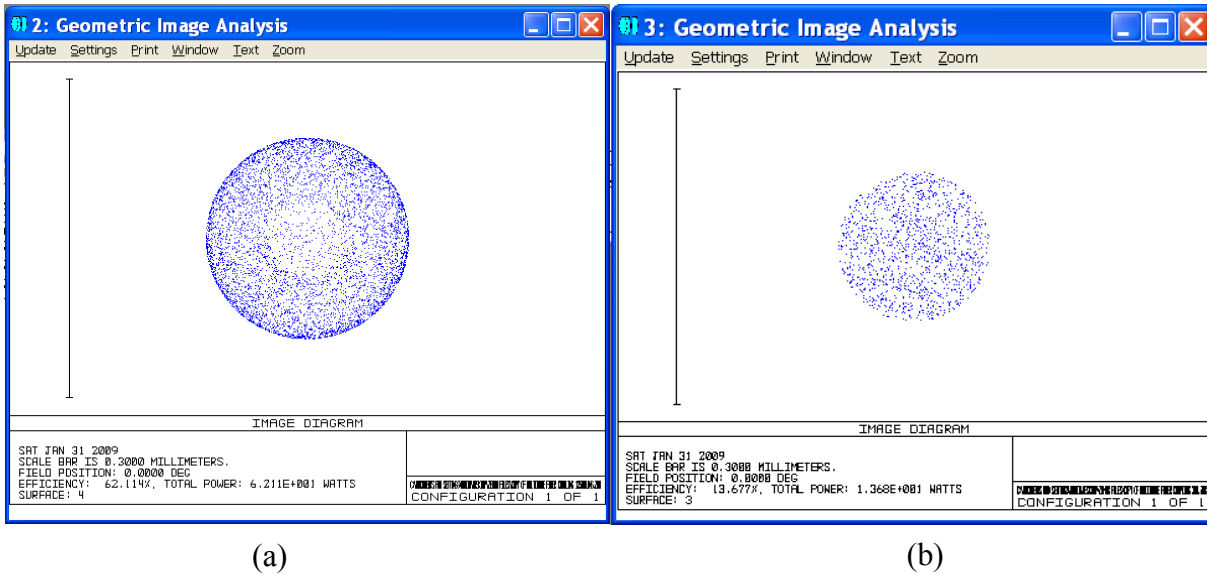 2: Geometric Image Analysis
Update Settings Print Window Text Zoom
IMAGE DIAGRAM
SAT JAN 31 2009
SCALE BAR IS 0.3000 MILLIMETERS.
FIELD POSITION: 0.0000 DEG
EFFICIENCY: 62.114%, TOTAL POWER: 6.211E+001 WATTS
SURFACE: 4
CONFIGURATION 1 OF 1
(a)
3: Geometric Image Analysis
Update Settings Print Window Text Zoom
IMAGE DIAGRAM
SAT JAN 31 2009
SCALE BAR IS 0.3000 MILLIMETERS.
FIELD POSITION: 0.0000 DEG
EFFICIENCY: 13.677%, TOTAL POWER: 1.368E+001 WATTS
SURFACE: 3
CONFIGURATION 1 OF 1
(b)